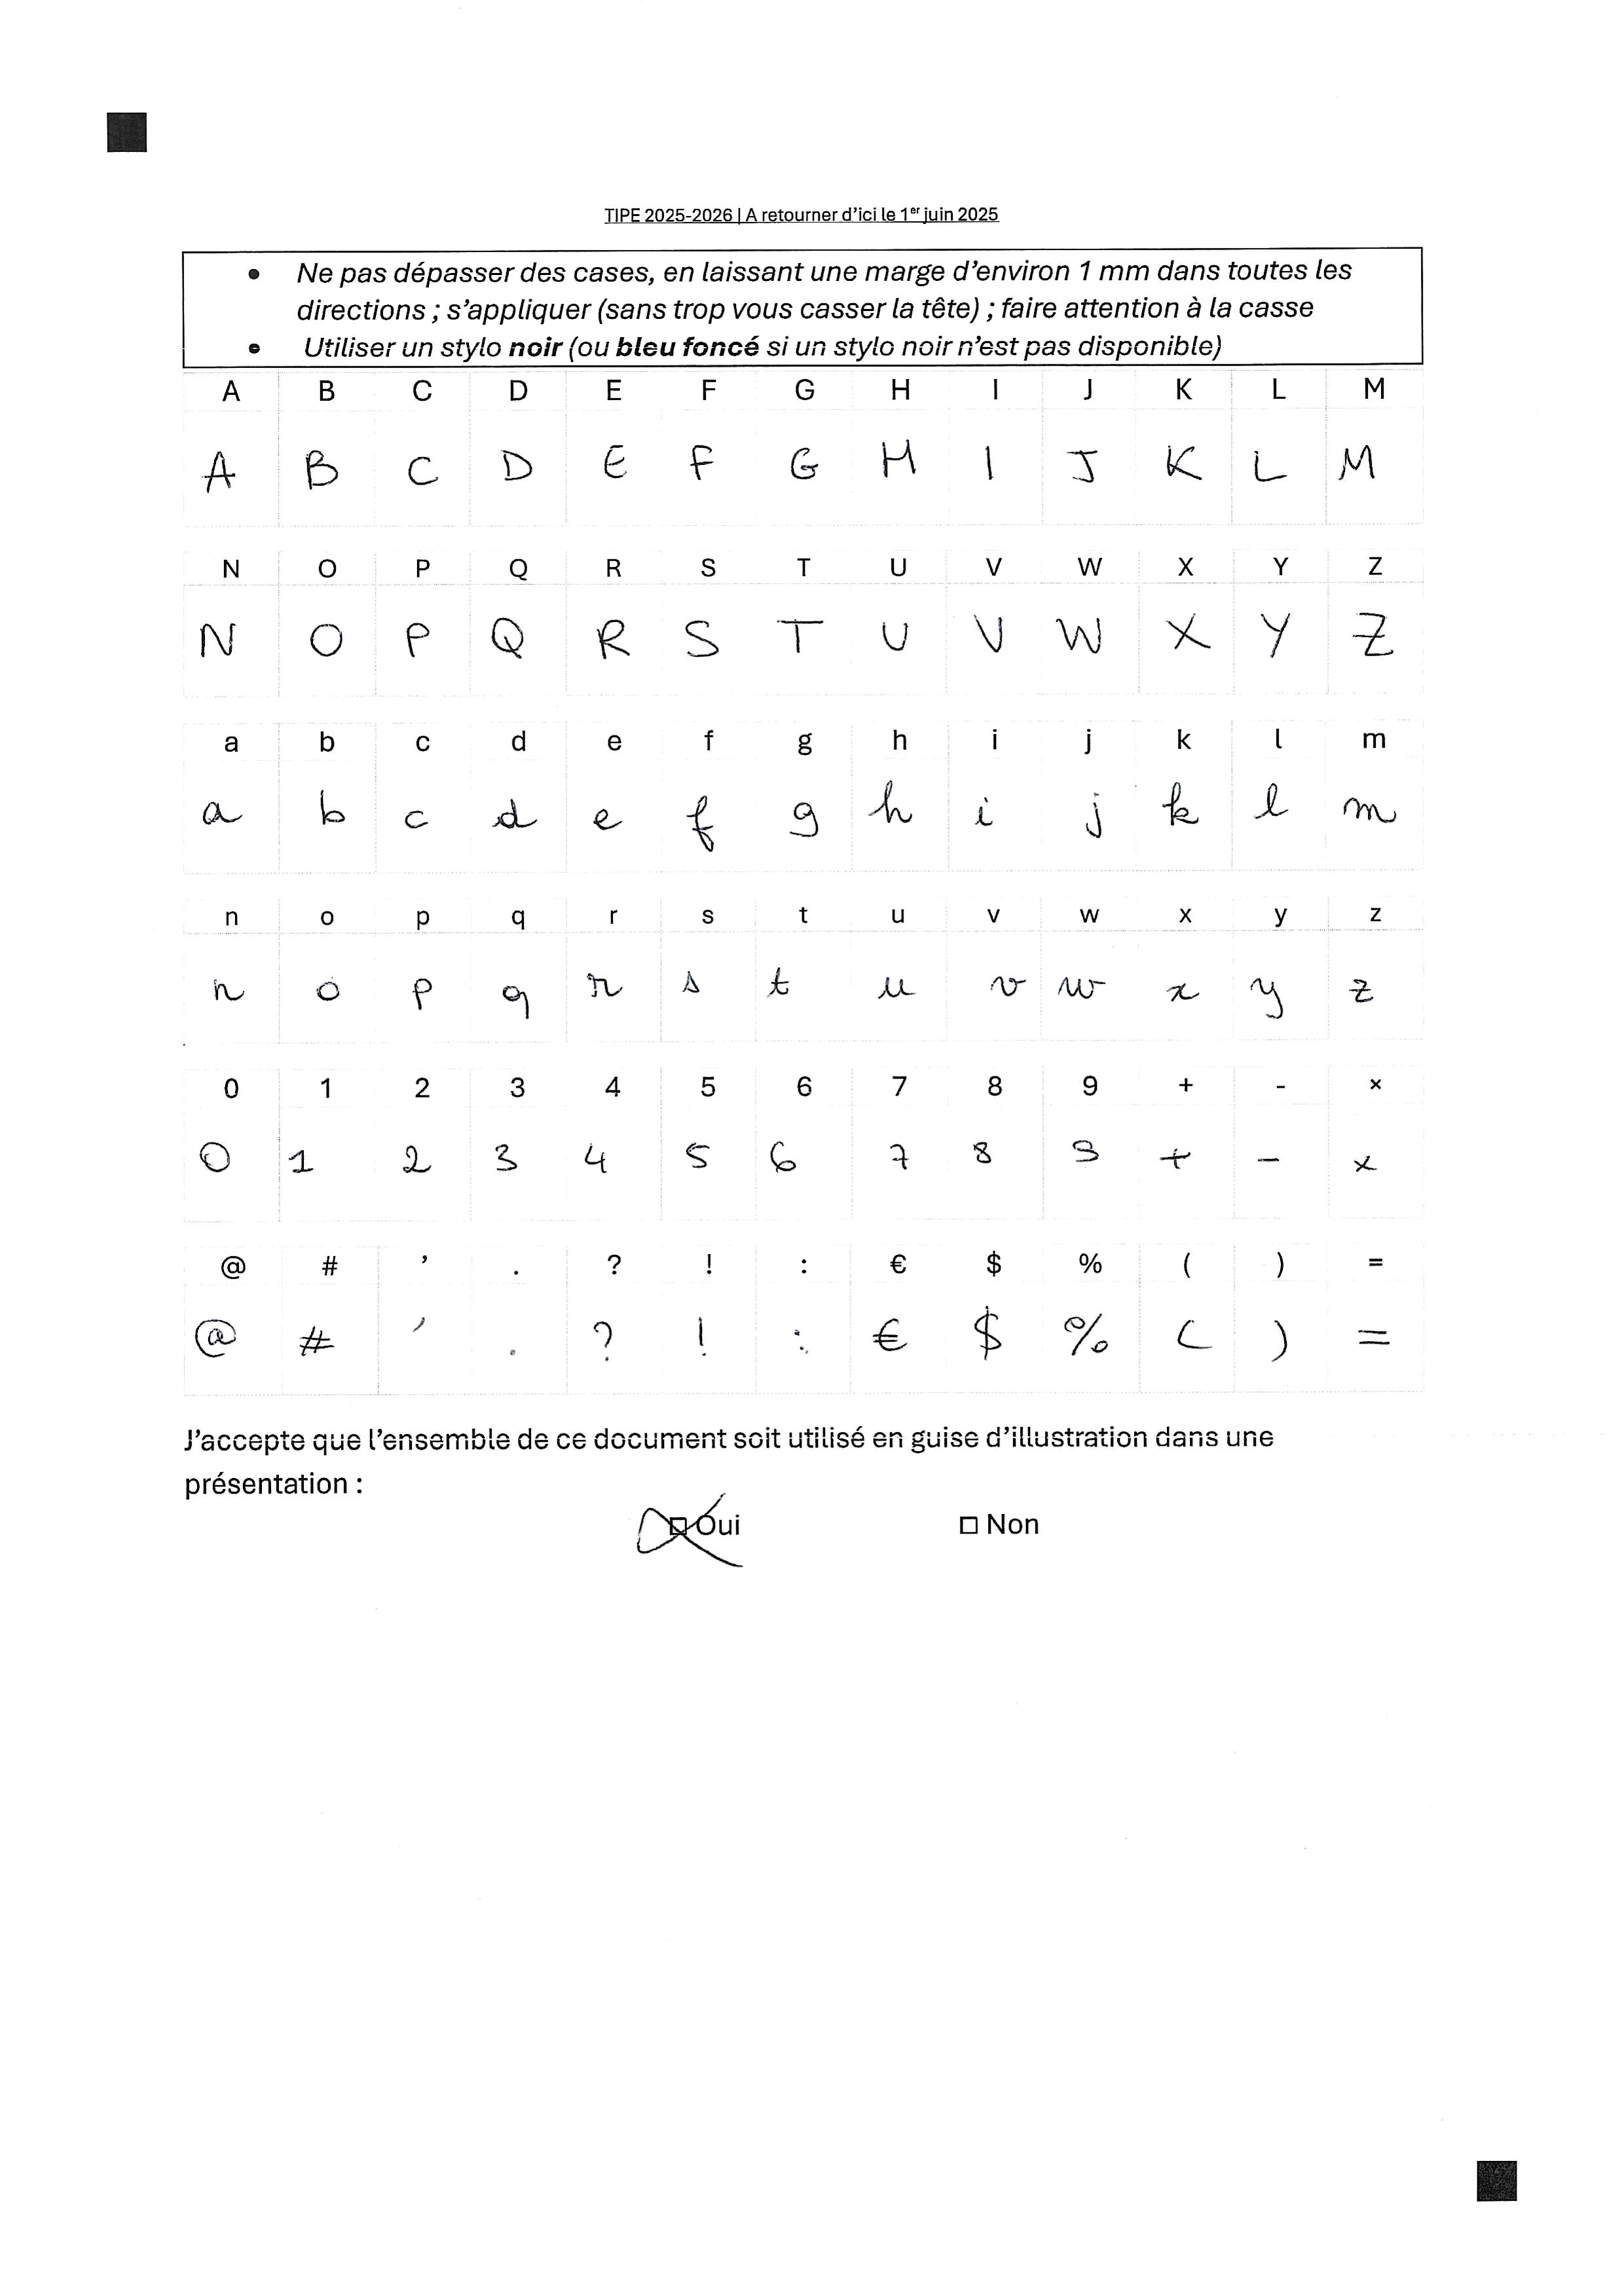 TIPE 2025-2026 | A retourner d'ici le 1er juin 2025
• Ne pas dépasser des cases, en laissant une marge d'environ 1 mm dans toutes les
directions ; s'appliquer (sans trop vous casser la tête) ; faire attention à la casse
• Utiliser un stylo noir (ou bleu foncé si un stylo noir n'est pas disponible)
A B C D E F G H I J K L M
A B C D E F G H I J K L M
N O P Q R S T U V W X Y Z
N O P Q R S T U V W X Y Z
a b c d e f g h i j k l m
a b c d e f g h i j k l m
n o p q r s t u v w x y z
n o p q r s t u v w x y z
0 1 2 3 4 5 6 7 8 9 + - ×
0 1 2 3 4 5 6 7 8 9 + - ×
@ # ' . ? ! : € $ % ( ) =
@ # ' . ? ! : € $ % ( ) =
J'accepte que l'ensemble de ce document soit utilisé en guise d'illustration dans une
présentation :
☒ Oui ☐ Non